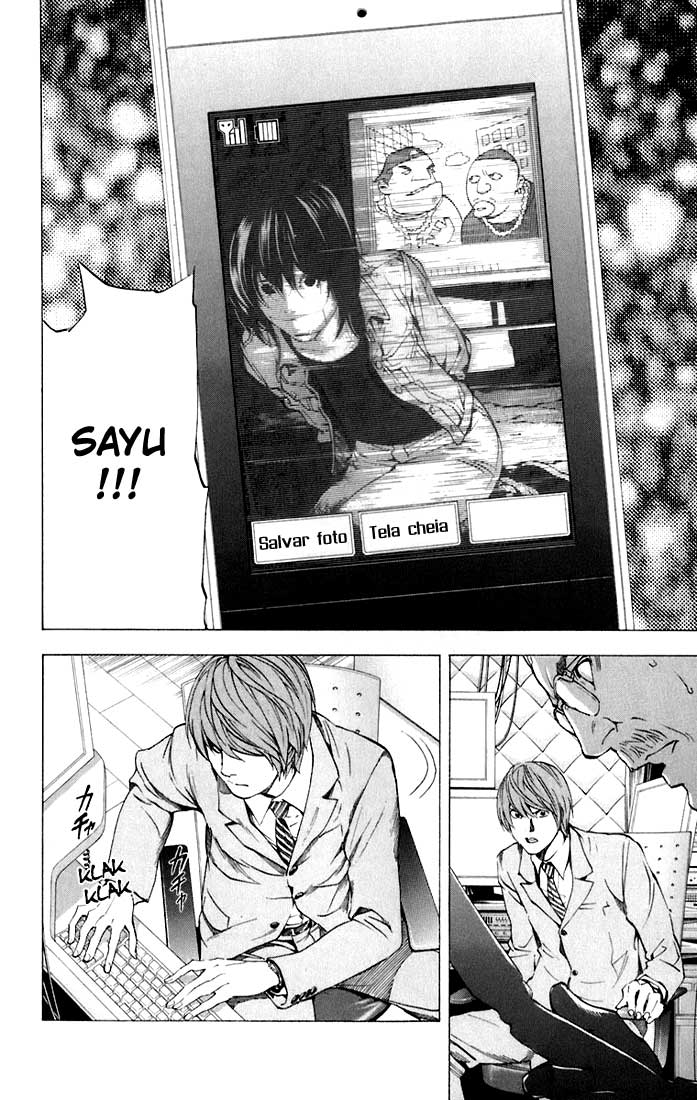 SAYU
!!!
Salvar foto
Tela cheia
カチャ
KLAK
KLAK
カチャ